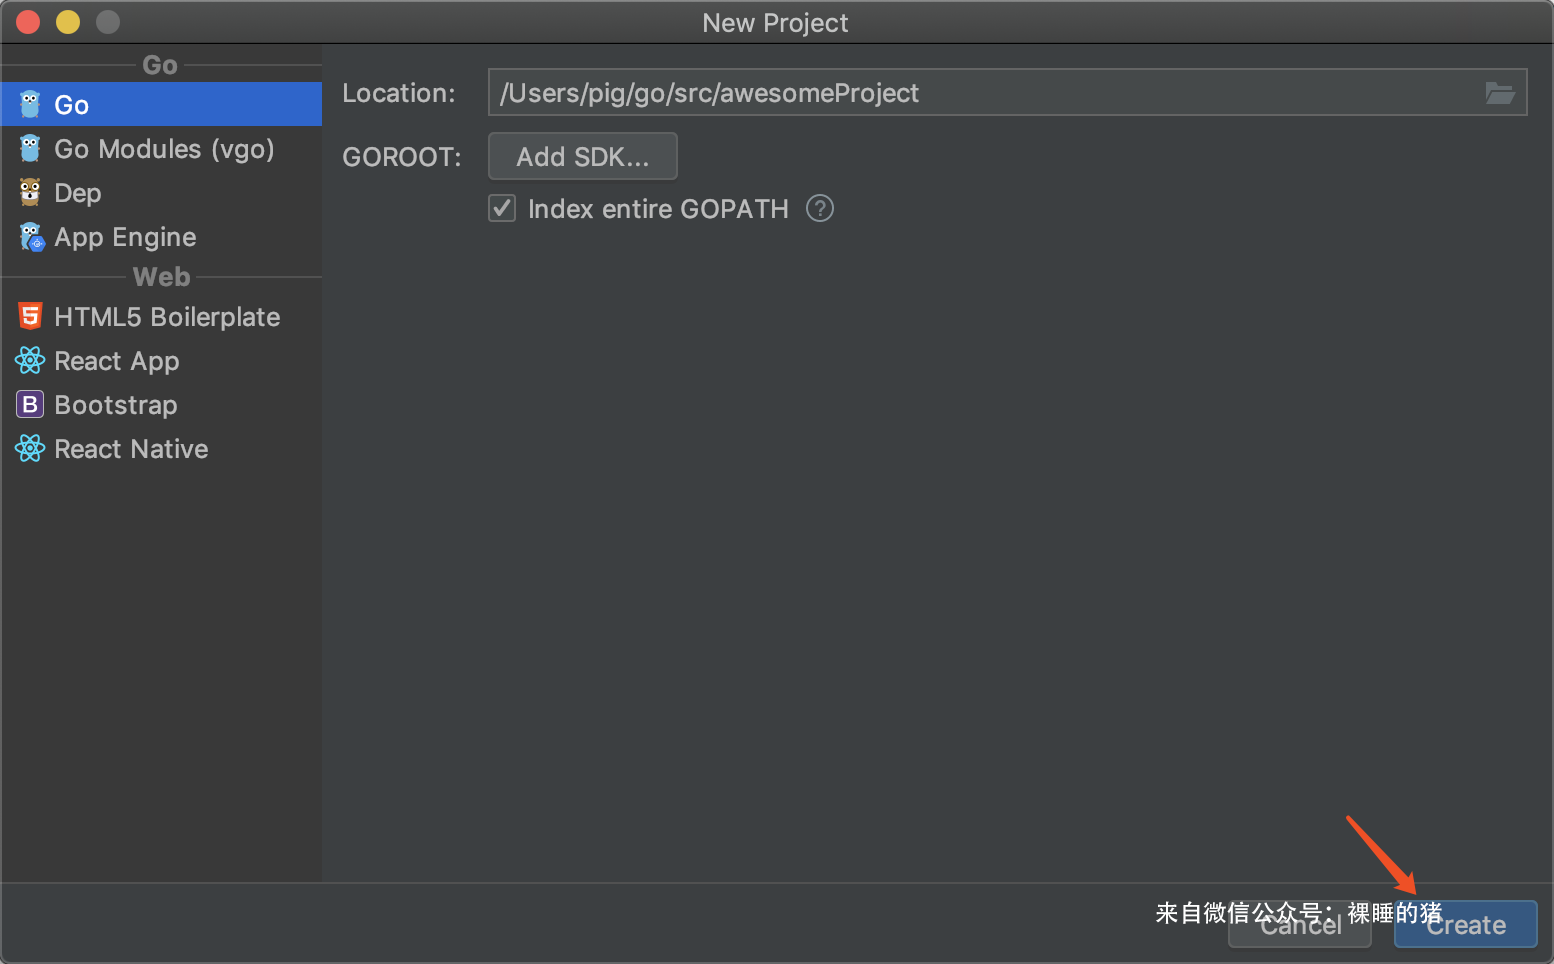 New Project
Go
Go
Go Modules (vgo)
Dep
App Engine
Web
HTML5 Boilerplate
React App
Bootstrap
React Native
Location: /Users/pig/go/src/awesomeProject
GOROOT: Add SDK...
Index entire GOPATH
来自微信公众号：裸睡的猪
Cancel Create